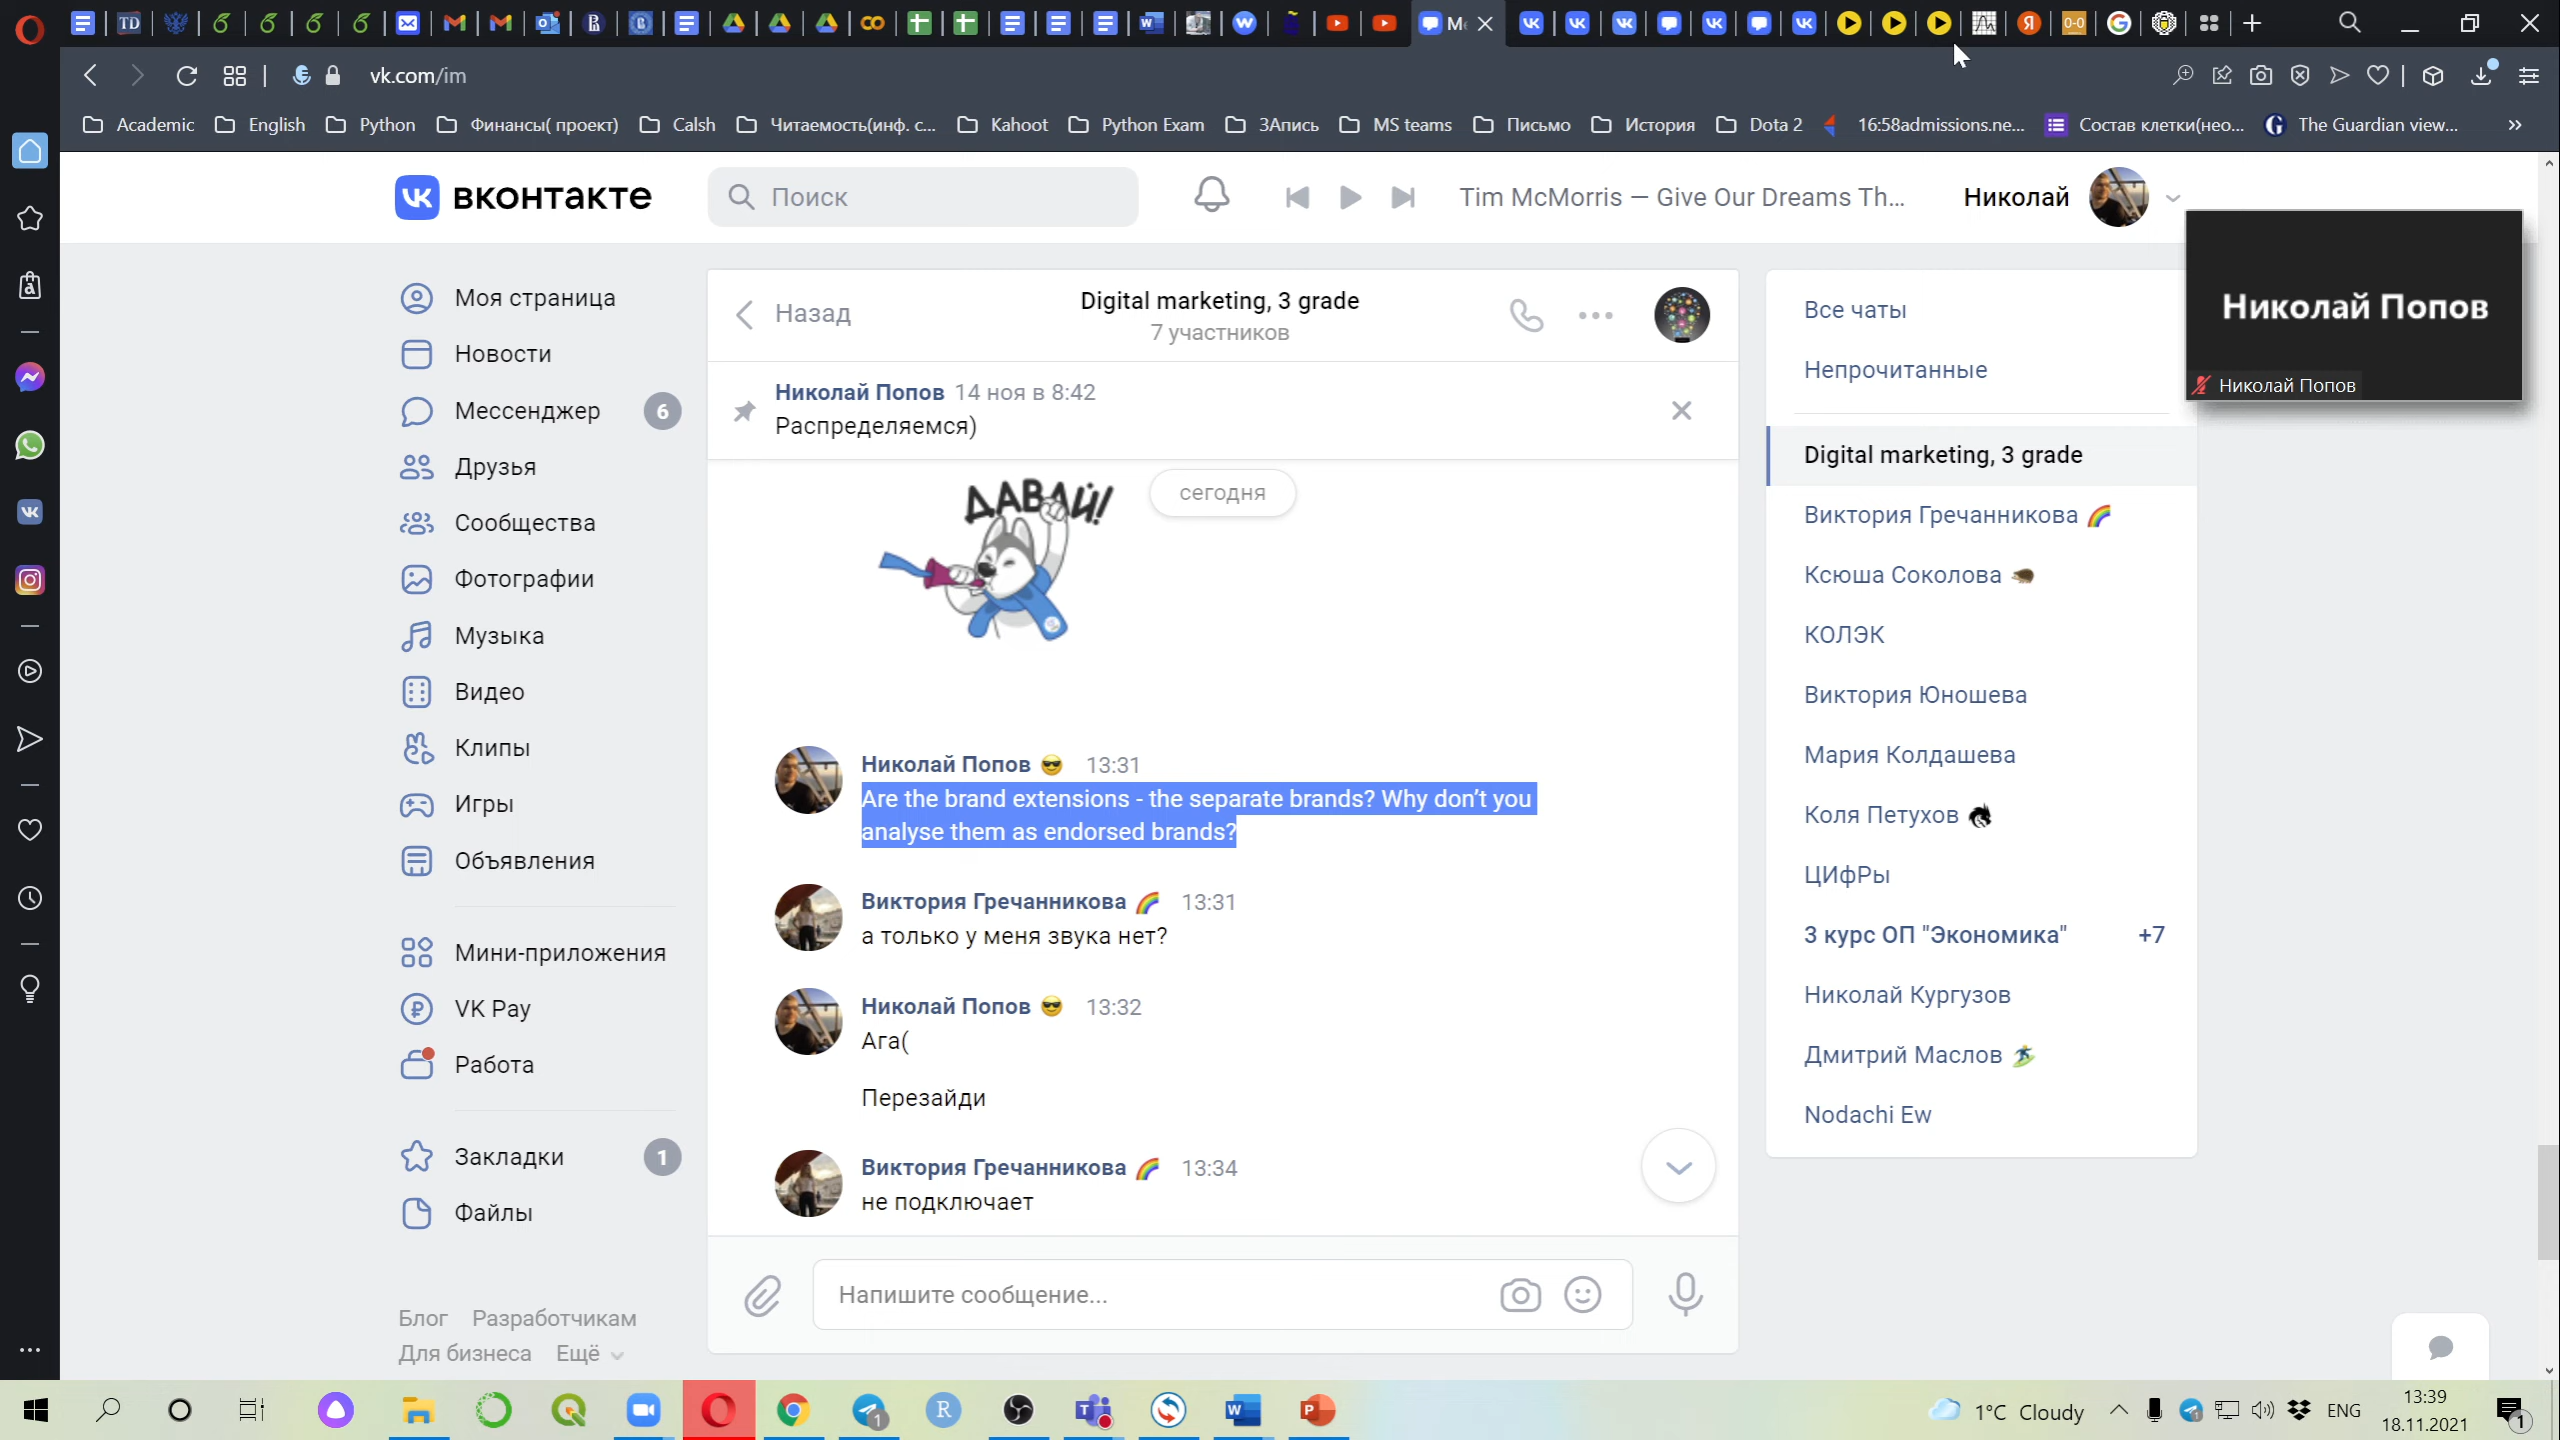 TD
W
vk.com/im
Academic
English
Python
Финансы( проект)
Calsh
Читаемость(инф. с...
Kahoot
Python Exam
ЗАпись
MS teams
Письмо
История
Dota 2
16:58admissions.ne...
Состав клетки(нео...
The Guardian view...
вконтакте
Поиск
Tim McMorris — Give Our Dreams Th...
Николай
Николай Попов
Николай Попов
Моя страница
Новости
Мессенджер 6
Друзья
Сообщества
Фотографии
Музыка
Видео
Клипы
Игры
Объявления
Мини-приложения
VK Pay
Работа
Закладки 1
Файлы
Блог Разработчикам
Для бизнеса Ещё
Назад
Digital marketing, 3 grade
7 участников
Николай Попов 14 ноя в 8:42
Распределяемся)
сегодня
ДАВАЙ!
Николай Попов 13:31
Are the brand extensions - the separate brands? Why don’t you
analyse them as endorsed brands?
Виктория Гречанникова 13:31
а только у меня звука нет?
Николай Попов 13:32
Ага(
Перезайди
Виктория Гречанникова 13:34
не подключает
Напишите сообщение...
Все чаты
Непрочитанные
Digital marketing, 3 grade
Виктория Гречанникова
Ксюша Соколова
КОЛЭК
Виктория Юношева
Мария Колдашева
Коля Петухов
ЦИфРы
3 курс ОП "Экономика" +7
Николай Кургузов
Дмитрий Маслов
Nodachi Ew
1°C Cloudy
ENG
13:39
18.11.2021
1